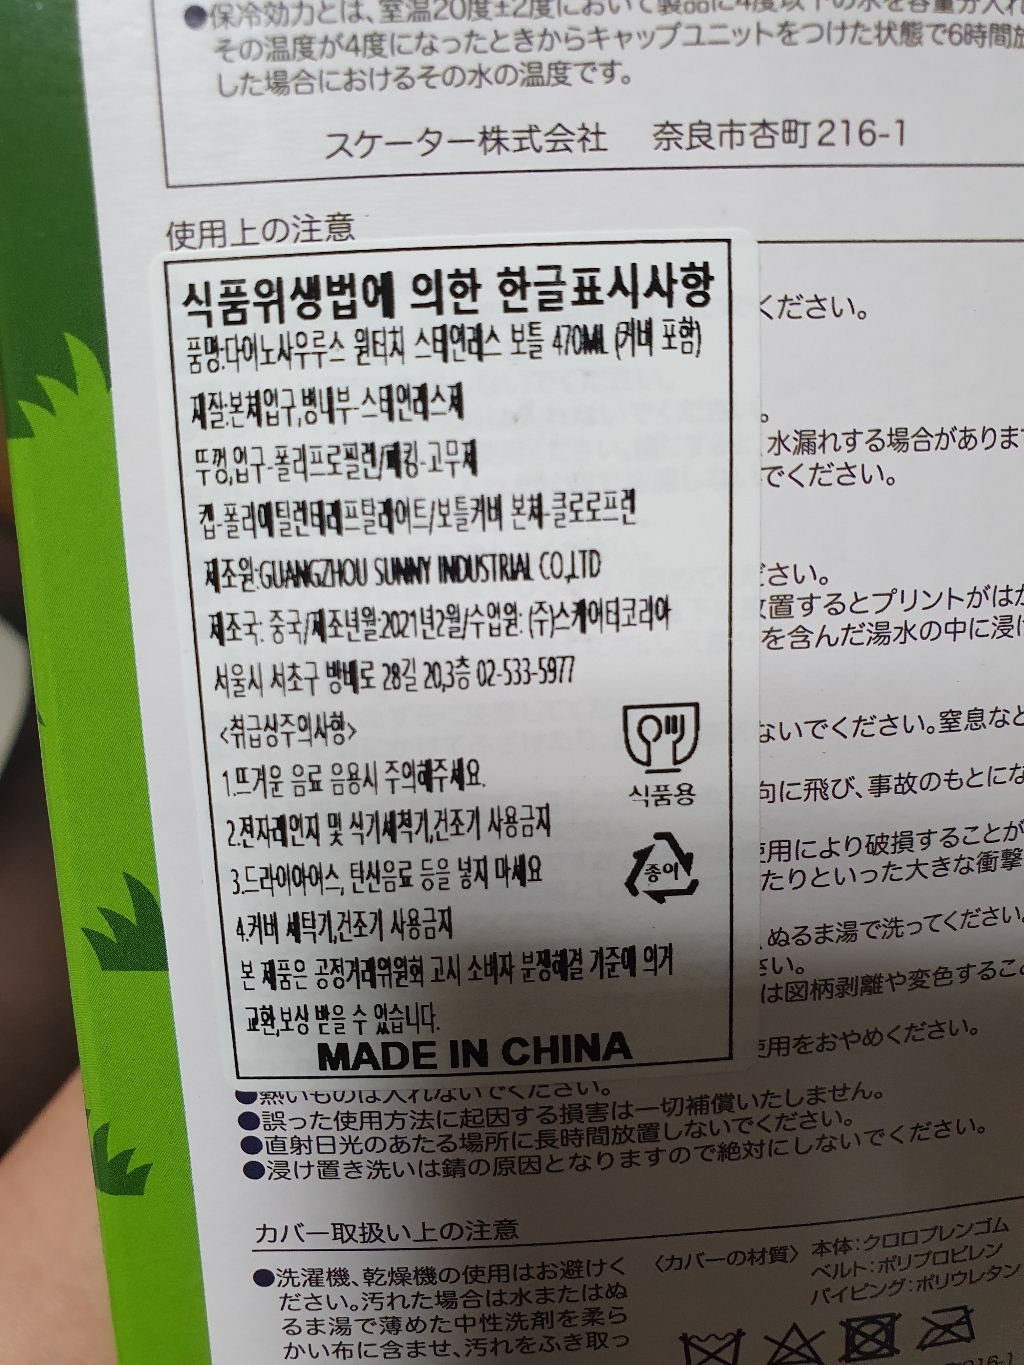 ●保冷効力とは、室温20度±2度において製品に4度以下の水を容量分入れ
その温度が4度になったときからキャップユニットをつけた状態で6時間放
した場合におけるその水の温度です。
スケーター株式会社 奈良市杏町216-1
使用上の注意
식품위생법에 의한 한글표시사항
품명:다이노사우루스 원터치 스테인레스 보틀 470ML (커버 포함)
재질:본체입구,병내부-스테인레스제
뚜껑,입구-폴리프로필렌/패킹-고무제
캡-폴리에틸렌테레프탈레이트/보틀커버 본체-클로로프렌
제조원:GUANGZHOU SUNNY INDUSTRIAL CO.,LTD
제조국: 중국/제조년월:2021년2월/수입원: (주)스케이터코리아
서울시 서초구 방배로 28길 20,3층 02-533-5977
<취급상주의사항>
1.뜨거운 음료 음용시 주의해주세요.
2.전자레인지 및 식기세척기,건조기 사용금지
3.드라이아이스, 탄산음료 등을 넣지 마세요
4.커버 세탁기,건조기 사용금지
본 제품은 공정거래위원회 고시 소비자 분쟁해결 기준에 의거
교환,보상 받을 수 있습니다.
MADE IN CHINA
식품용
종이
ください。
。
水漏れする場合がありま
でください。
ださい。
置するとプリントがはが
を含んだ湯水の中に浸け
ないでください。窒息など
向に飛び、事故のもとにな
使用により破損することが
たりといった大きな衝撃
ぬるま湯で洗ってください。
さい。
は図柄剥離や変色するこ
使用をおやめください。
●熱いものは入れないでください。
●誤った使用方法に起因する損害は一切補償いたしません。
●直射日光のあたる場所に長時間放置しないでください。
●浸け置き洗いは錆の原因となりますので絶対にしないでください。
カバー取扱い上の注意
●洗濯機、乾燥機の使用はお避けく
ださい。汚れた場合は水またはぬ
るま湯で薄めた中性洗剤を柔ら
かい布に含ませ、汚れをふき取っ
〈カバーの材質〉 本体:クロロプレンゴム
ベルト:ポリプロピレン
パイピング:ポリウレタン